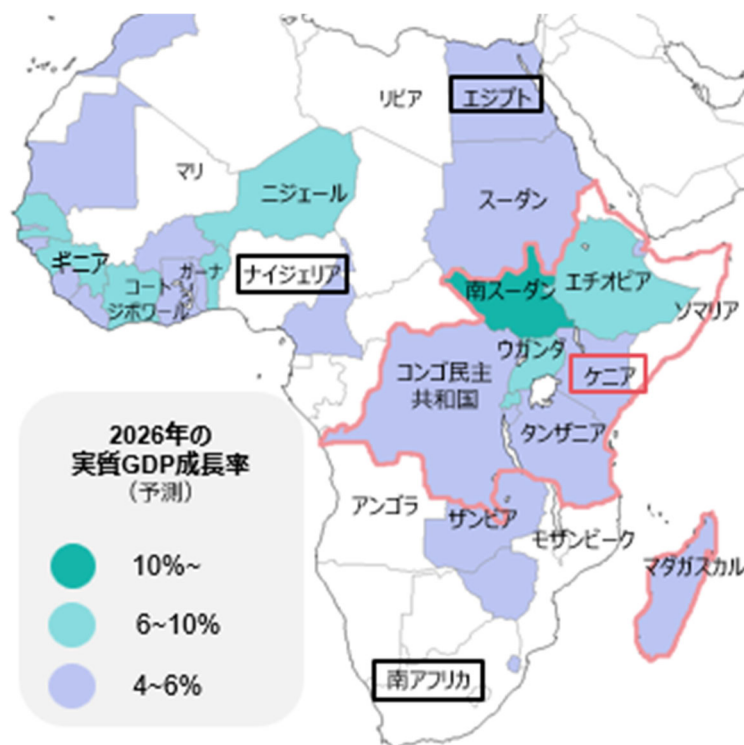 リビア
エジプト
マリ
ニジェール
スーダン
ギニア
コート
ジボワール
ガーナ
ナイジェリア
南スーダン
エチオピア
ソマリア
ウガンダ
ケニア
コンゴ民主
共和国
タンザニア
アンゴラ
ザンビア
モザンビーク
マダガスカル
南アフリカ
2026年の
実質GDP成長率
(予測)
10%~
6~10%
4~6%